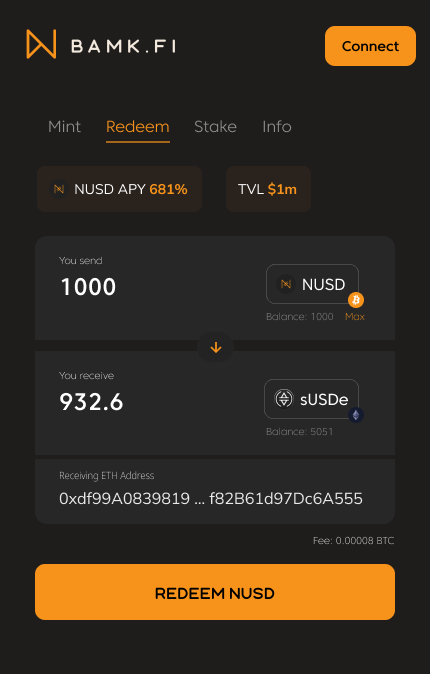 BAMK.FI
Connect
Mint Redeem Stake Info
NUSD APY 681% TVL $1m
You send
1000
NUSD
Balance: 1000 Max
You receive
932.6
sUSDe
Balance: 5051
Receiving ETH Address
0xdf99A0839819 ... f82B61d97Dc6A555
Fee: 0.00008 BTC
REDEEM NUSD